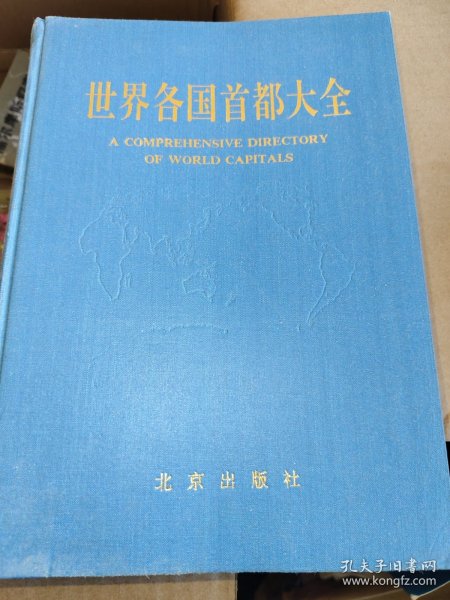 世界各国首都大全
A COMPREHENSIVE DIRECTORY
OF WORLD CAPITALS
北京出版社
孔夫子旧书网
www.kongfz.com